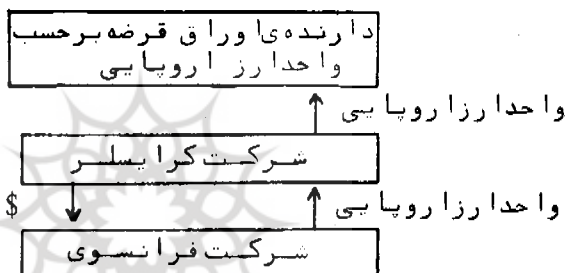 دارنده‌ی اوراق قرضه برحسب
واحد ارز اروپایی
واحد ارز اروپایی
شرکت کرایسلر
$
واحد ارز اروپایی
شرکت فرانسوی